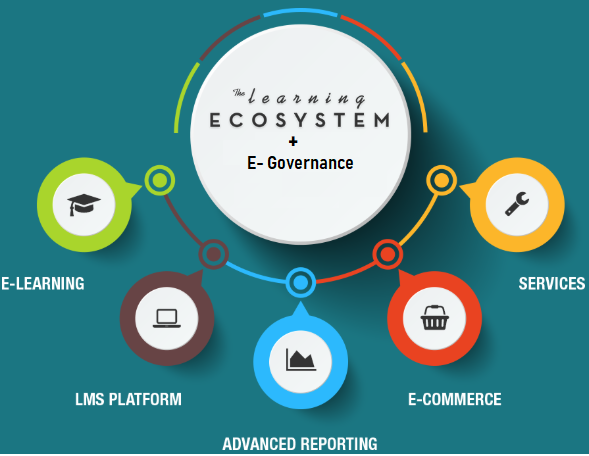 The learning
ECOSYSTEM
+
E- Governance
E-LEARNING
SERVICES
LMS PLATFORM
E-COMMERCE
ADVANCED REPORTING